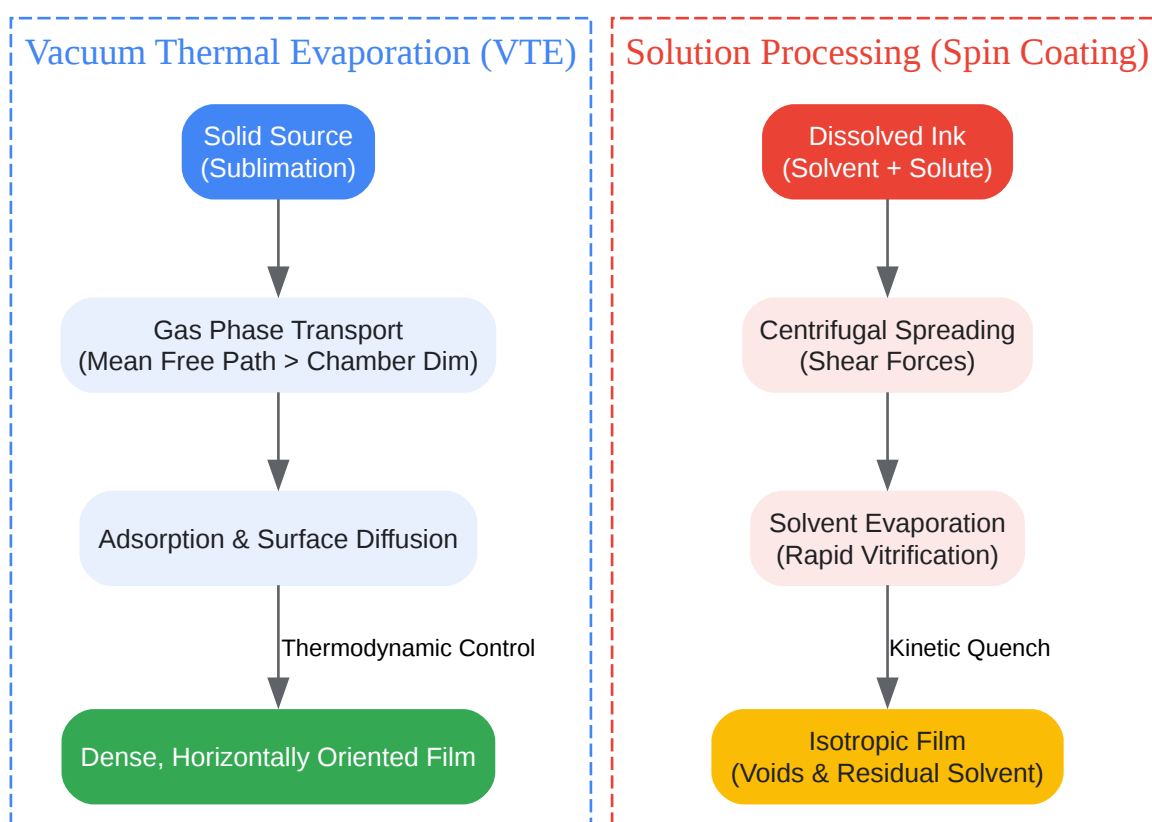 Vacuum Thermal Evaporation (VTE)
Solid Source
(Sublimation)
Gas Phase Transport
(Mean Free Path > Chamber Dim)
Adsorption & Surface Diffusion
Thermodynamic Control
Dense, Horizontally Oriented Film
Solution Processing (Spin Coating)
Dissolved Ink
(Solvent + Solute)
Centrifugal Spreading
(Shear Forces)
Solvent Evaporation
(Rapid Vitrification)
Kinetic Quench
Isotropic Film
(Voids & Residual Solvent)